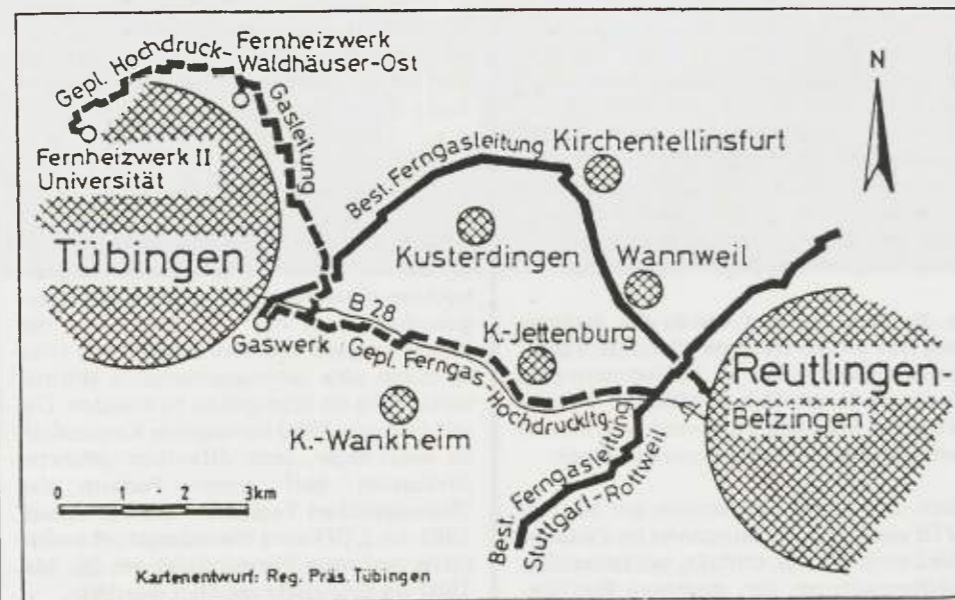 Gepl. Hochdruck-
Gasleitung
Fernheizwerk
Waldhäuser-Ost
N
Fernheizwerk II
Universität
Best. Ferngasleitung
Kirchentellinsfurt
Tübingen
Kusterdingen
Wannweil
B 28
Gaswerk
Gepl. Ferngas-Hochdruckltg.
K-Jettenburg
Reutlingen-
Betzingen
K.-Wankheim
Best. Ferngasleitung
Stuttgart-Rottweil
0 1 2 3km
Kartenentwurf: Reg. Präs. Tübingen